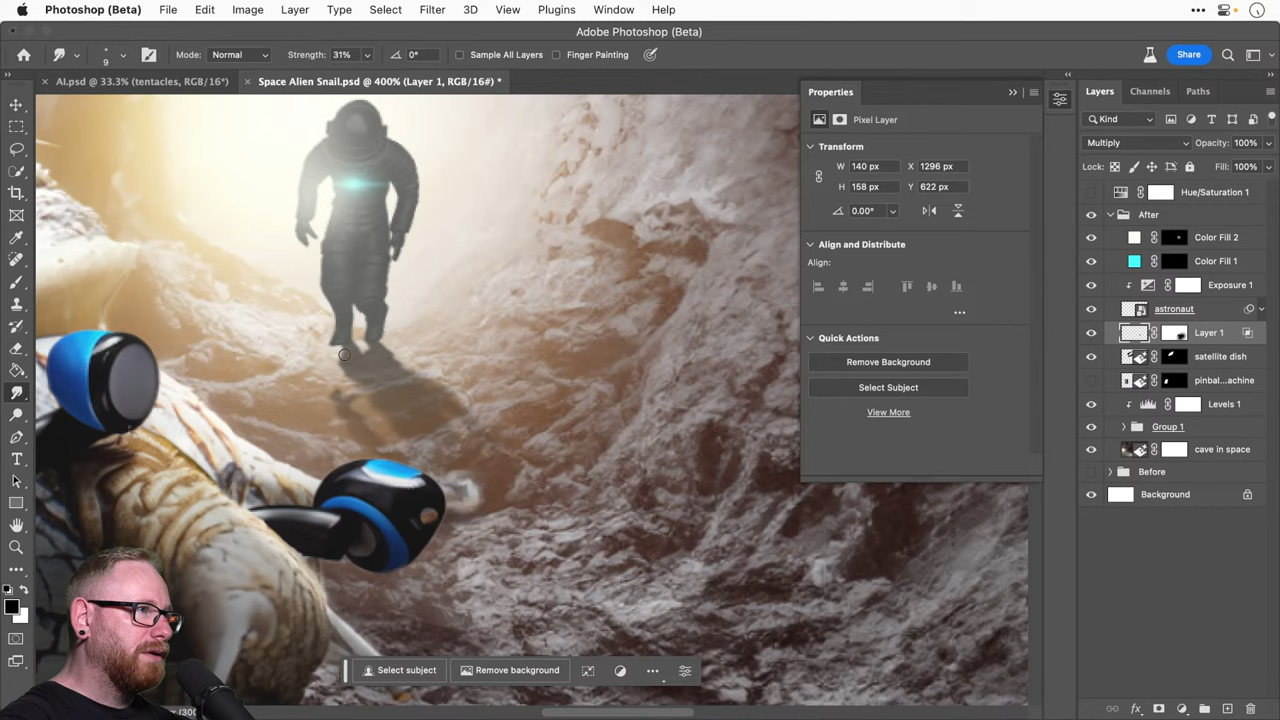 Photoshop (Beta) File Edit Image Layer Type Select Filter 3D View Plugins Window Help
Adobe Photoshop (Beta)
9 Mode: Normal Strength: 31% 0° Sample All Layers Finger Painting Share
AI.psd @ 33.3% (tentacles, RGB/16*) Space Alien Snail.psd @ 400% (Layer 1, RGB/16#) *
Properties
Pixel Layer
Transform
W 140 px X 1296 px
H 158 px Y 622 px
0.00°
Align and Distribute
Align:
Quick Actions
Remove Background
Select Subject
View More
Layers Channels Paths
Kind
Multiply Opacity: 100%
Lock: Fill: 100%
Hue/Saturation 1
After
Color Fill 2
Color Fill 1
Exposure 1
astronaut
Layer 1
satellite dish
pinbal...achine
Levels 1
Group 1
cave in space
Before
Background
Select subject Remove background